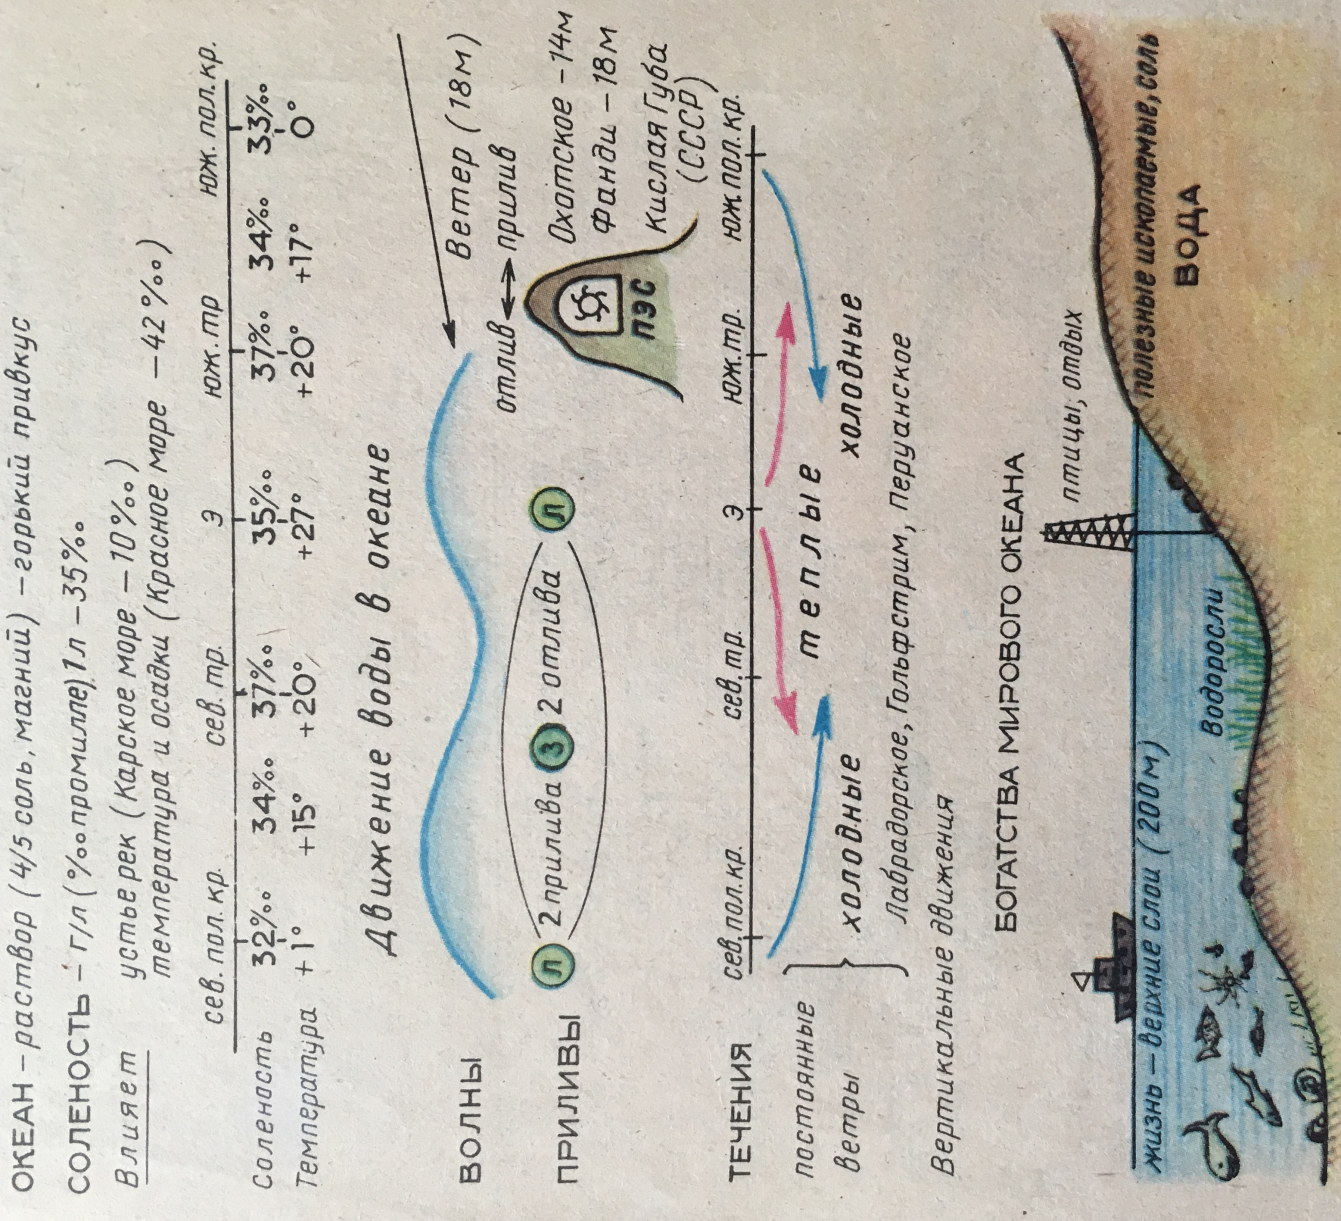 ОКЕАН – раствор (4/5 соль, магний) – горький привкус
СОЛЕНОСТЬ – г/л (‰ промилле) 1л – 35‰
Влияет устье рек (Карское море – 10‰)
температура и осадки (Красное море – 42‰)
сев. пол. кр. сев. тр. Э юж. тр юж. пол. кр.
Соленость 32‰ 34‰ 37‰ 35‰ 37‰ 34‰ 33‰
Температура +1° +15° +20° +27° +20° +17° 0°
Движение воды в океане
ВОЛНЫ Ветер (18м)
отлив прилив
ПРИЛИВЫ Л 2 прилива З 2 отлива Л
Охотское – 14м
Фанди – 18м
Кислая Губа
(СССР)
ПЭС
ТЕЧЕНИЯ сев. пол. кр. сев. тр. Э юж. тр. юж. пол. кр.
постоянные
ветры
холодные теплые холодные
Лабрадорское, Гольфстрим, Перуанское
Вертикальные движения
БОГАТСТВА МИРОВОГО ОКЕАНА
птицы, отдых
жизнь – верхние слои (200м)
Водоросли
полезные ископаемые, соль
ВОДА